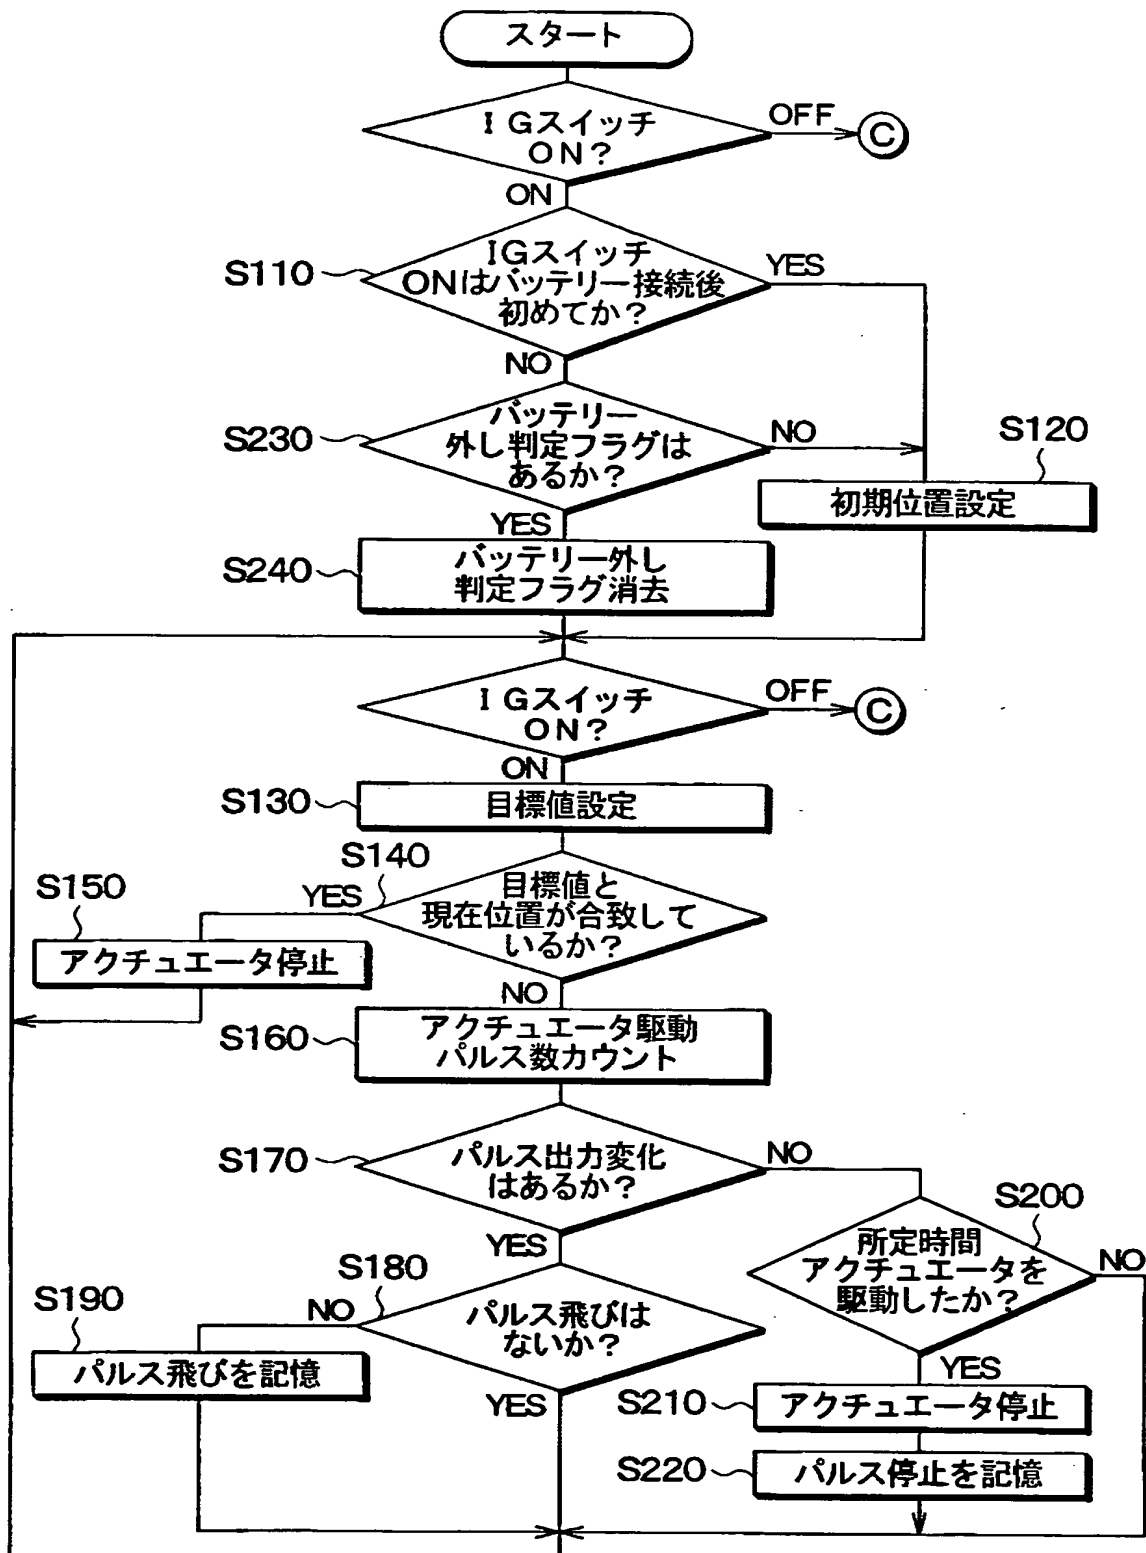 スタート
IGスイッチ
ON?
OFF
C
ON
S110
IGスイッチ
ONはバッテリー接続後
初めてか?
YES
NO
S230
バッテリー
外し判定フラグは
あるか?
NO
S120
初期位置設定
YES
S240
バッテリー外し
判定フラグ消去
IGスイッチ
ON?
OFF
C
ON
S130
目標値設定
S140
目標値と
現在位置が合致して
いるか?
YES
S150
アクチュエータ停止
NO
S160
アクチュエータ駆動
パルス数カウント
S170
パルス出力変化
はあるか?
NO
S200
所定時間
アクチュエータを
駆動したか?
NO
YES
S180
パルス飛びは
ないか?
NO
S190
パルス飛びを記憶
YES
YES
S210
アクチュエータ停止
S220
パルス停止を記憶